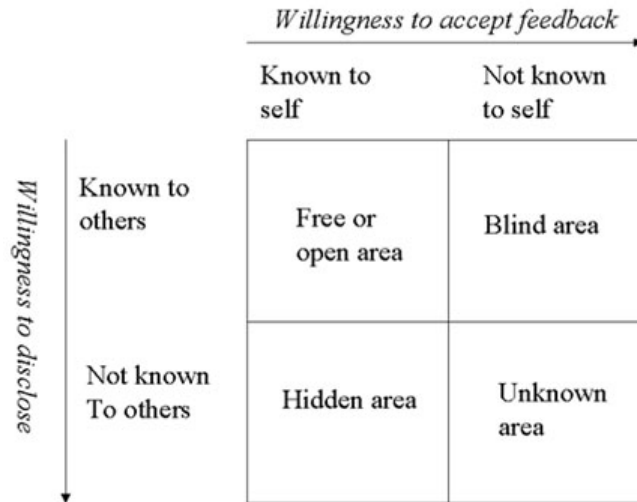 Willingness to accept feedback
Known to
self
Not known
to self
Willingness to disclose
Known to
others
Free or
open area
Blind area
Not known
To others
Hidden area
Unknown
area